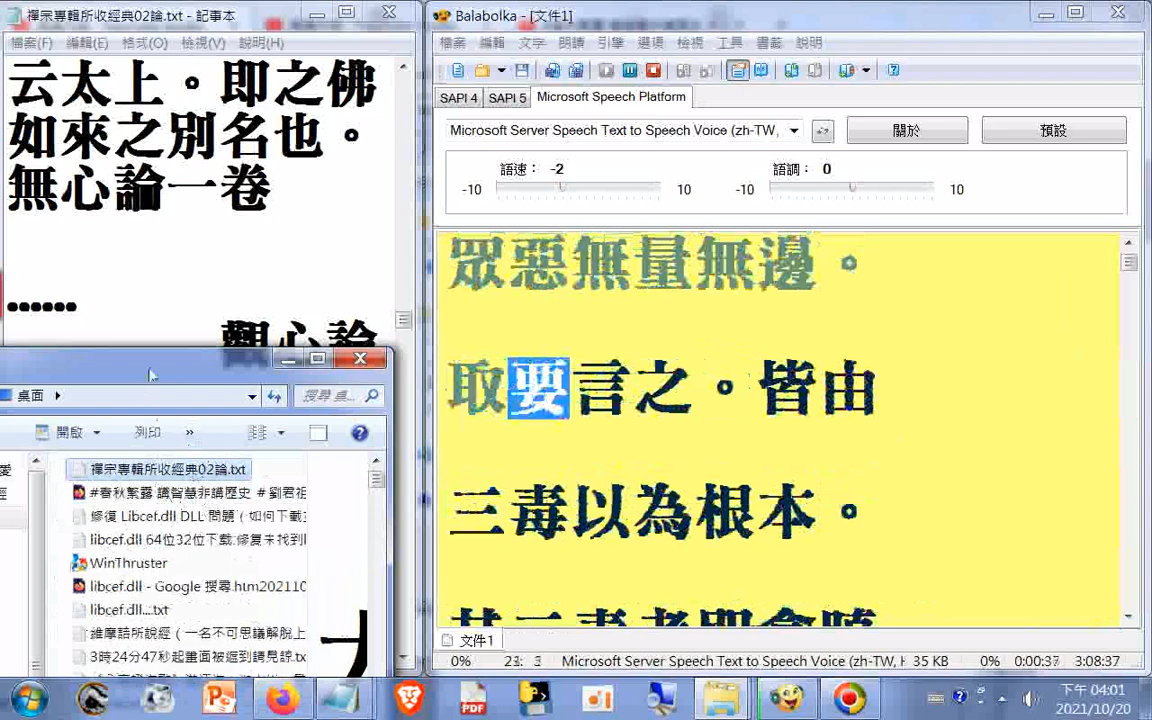 禪宗專輯所收經典02論.txt - 記事本
檔案(F) 編輯(E) 格式(O) 檢視(V) 說明(H)
云太上。即之佛
如來之別名也。
無心論一卷
......
觀心論
桌面
搜尋 桌...
開啟 列印 »
禪宗專輯所收經典02論.txt
#春秋繁露 講智慧非講歷史 # 劉君祖
修復 Libcef.dll DLL 問題（如何下載
libcef.dll 64位32位下載 修复未找到
WinThruster
libcef.dll - Google 搜尋.htm202110
libcef.dll...txt
維摩詰所說經（一名不可思議解脫上
3時24分47秒起畫面被遮到請見諒.tx
Balabolka - [文件1]
檔案 編輯 文字 朗讀 引擎 選項 檢視 工具 書籤 說明
SAPI 4 SAPI 5 Microsoft Speech Platform
Microsoft Server Speech Text to Speech Voice (zh-TW,
關於 預設
語速： -2 語調： 0
-10 10 -10 10
眾惡無量無邊。
取要言之。皆由
三毒以為根本。
文件1
0% 23: 3 Microsoft Server Speech Text to Speech Voice (zh-TW, H 35 KB 0% 0:00:37 3:08:37
下午 04:01
2021/10/20